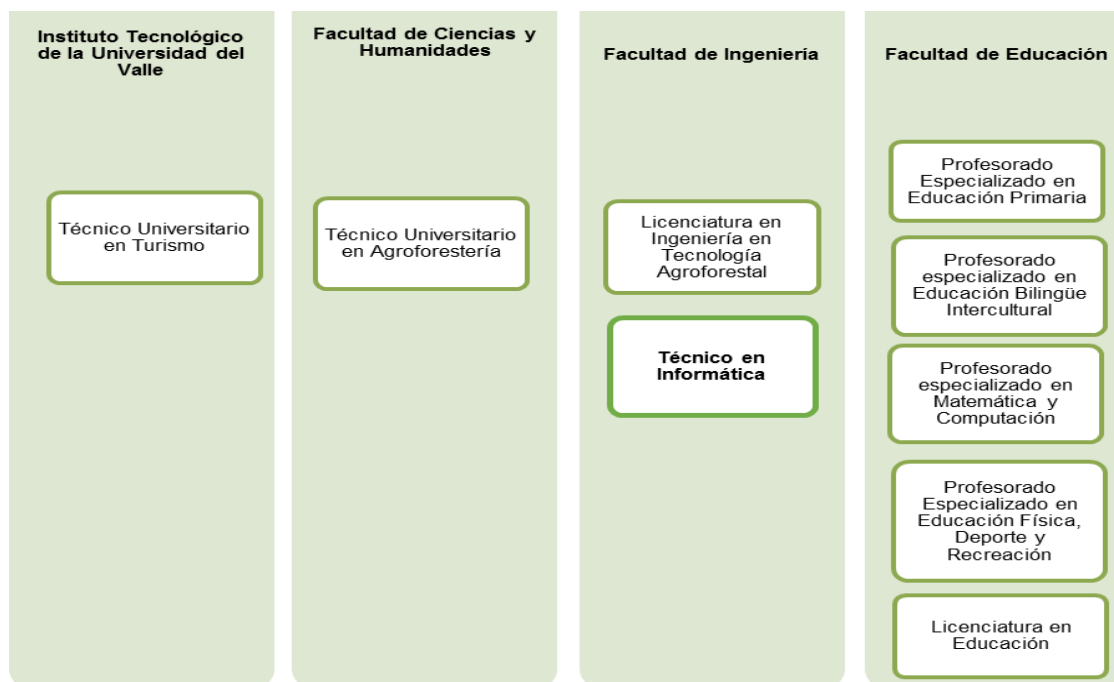 Instituto Tecnológico
de la Universidad del
Valle
Técnico Universitario
en Turismo
Facultad de Ciencias y
Humanidades
Técnico Universitario
en Agroforestería
Facultad de Ingeniería
Licenciatura en
Ingeniería en
Tecnología
Agroforestal
Técnico en
Informática
Facultad de Educación
Profesorado
Especializado en
Educación Primaria
Profesorado
especializado en
Educación Bilingüe
Intercultural
Profesorado
especializado en
Matemática y
Computación
Profesorado
Especializado en
Educación Física,
Deporte y
Recreación
Licenciatura en
Educación